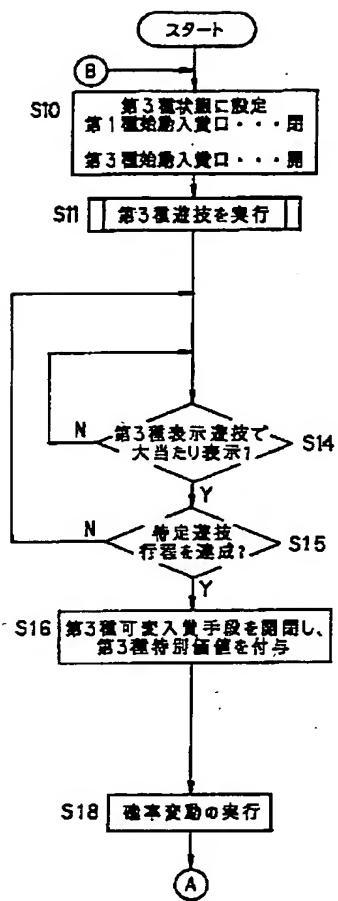 スタート
B
S10
第3種状態に設定
第1種始動入賞口・・・閉
第3種始動入賞口・・・開
S11
第3種遊技を実行
N
第3種表示遊技で
大当たり表示?
S14
Y
N
特定遊技
行程を達成?
S15
Y
S16
第3種可変入賞手段を開閉し、
第3種特別価値を付与
S18
確率変動の実行
A